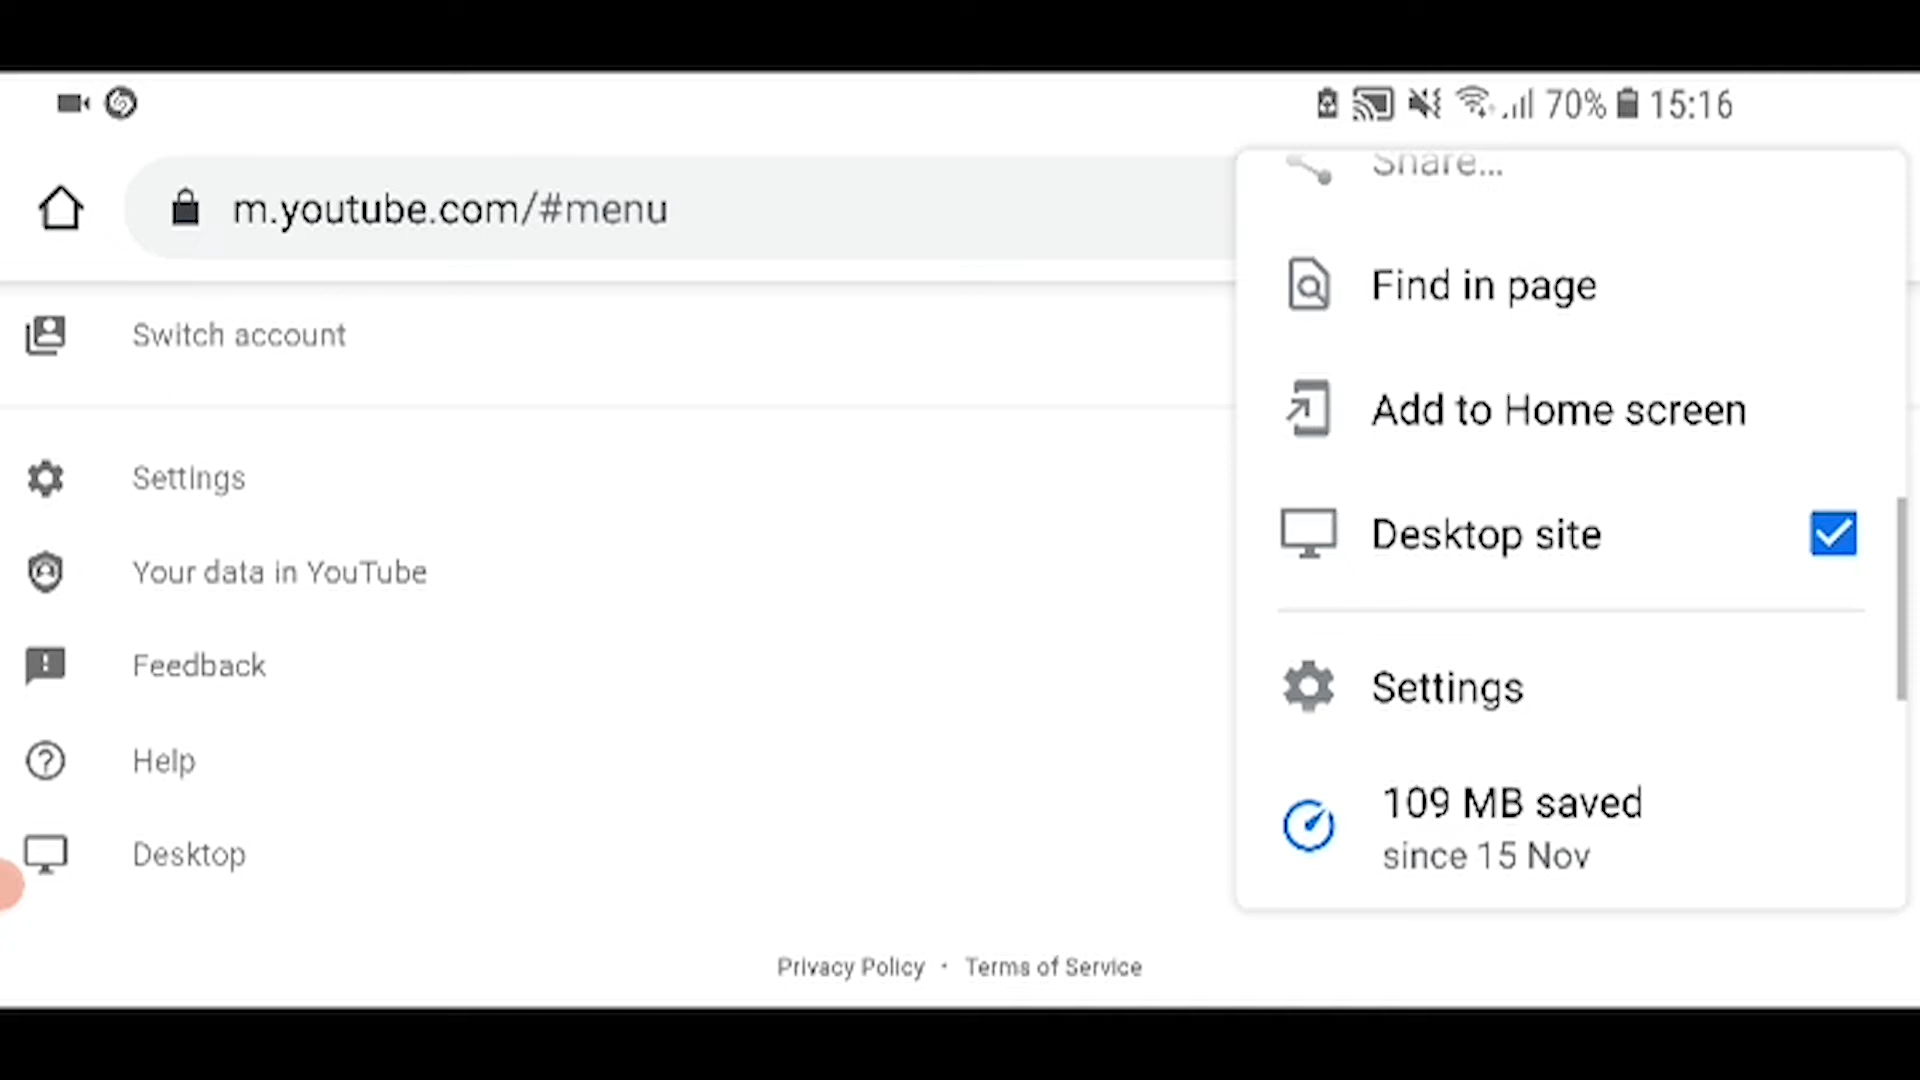 70% 15:16
m.youtube.com/#menu
Switch account
Settings
Your data in YouTube
Feedback
Help
Desktop
Share...
Find in page
Add to Home screen
Desktop site
Settings
109 MB saved
since 15 Nov
Privacy Policy • Terms of Service